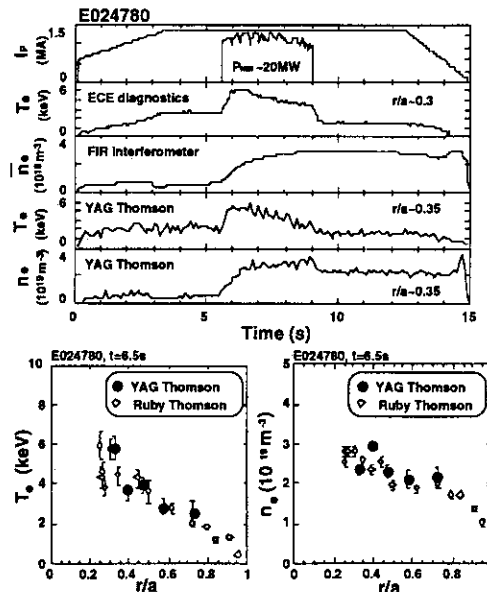 E024780
1.5
Ip
(MA)
0
P ~20MW
6
Te
(keV)
0
ECE diagnostics
r/a~0.3
4
ne
FIR Interferometer
0
6
Te
(keV)
0
YAG Thomson
r/a~0.35
4
ne
(10¹⁹m⁻³)
0
YAG Thomson
r/a~0.35
0 5 10 15
Time (s)
E024780, t=6.5s
YAG Thomson
Ruby Thomson
10
8
6
4
2
0
Te (keV)
0 0.2 0.4 0.6 0.8 1
r/a
E024780, t=6.5s
YAG Thomson
Ruby Thomson
5
4
3
2
1
0
ne (10¹⁹ m⁻³)
0 0.2 0.4 0.6 0.8
r/a